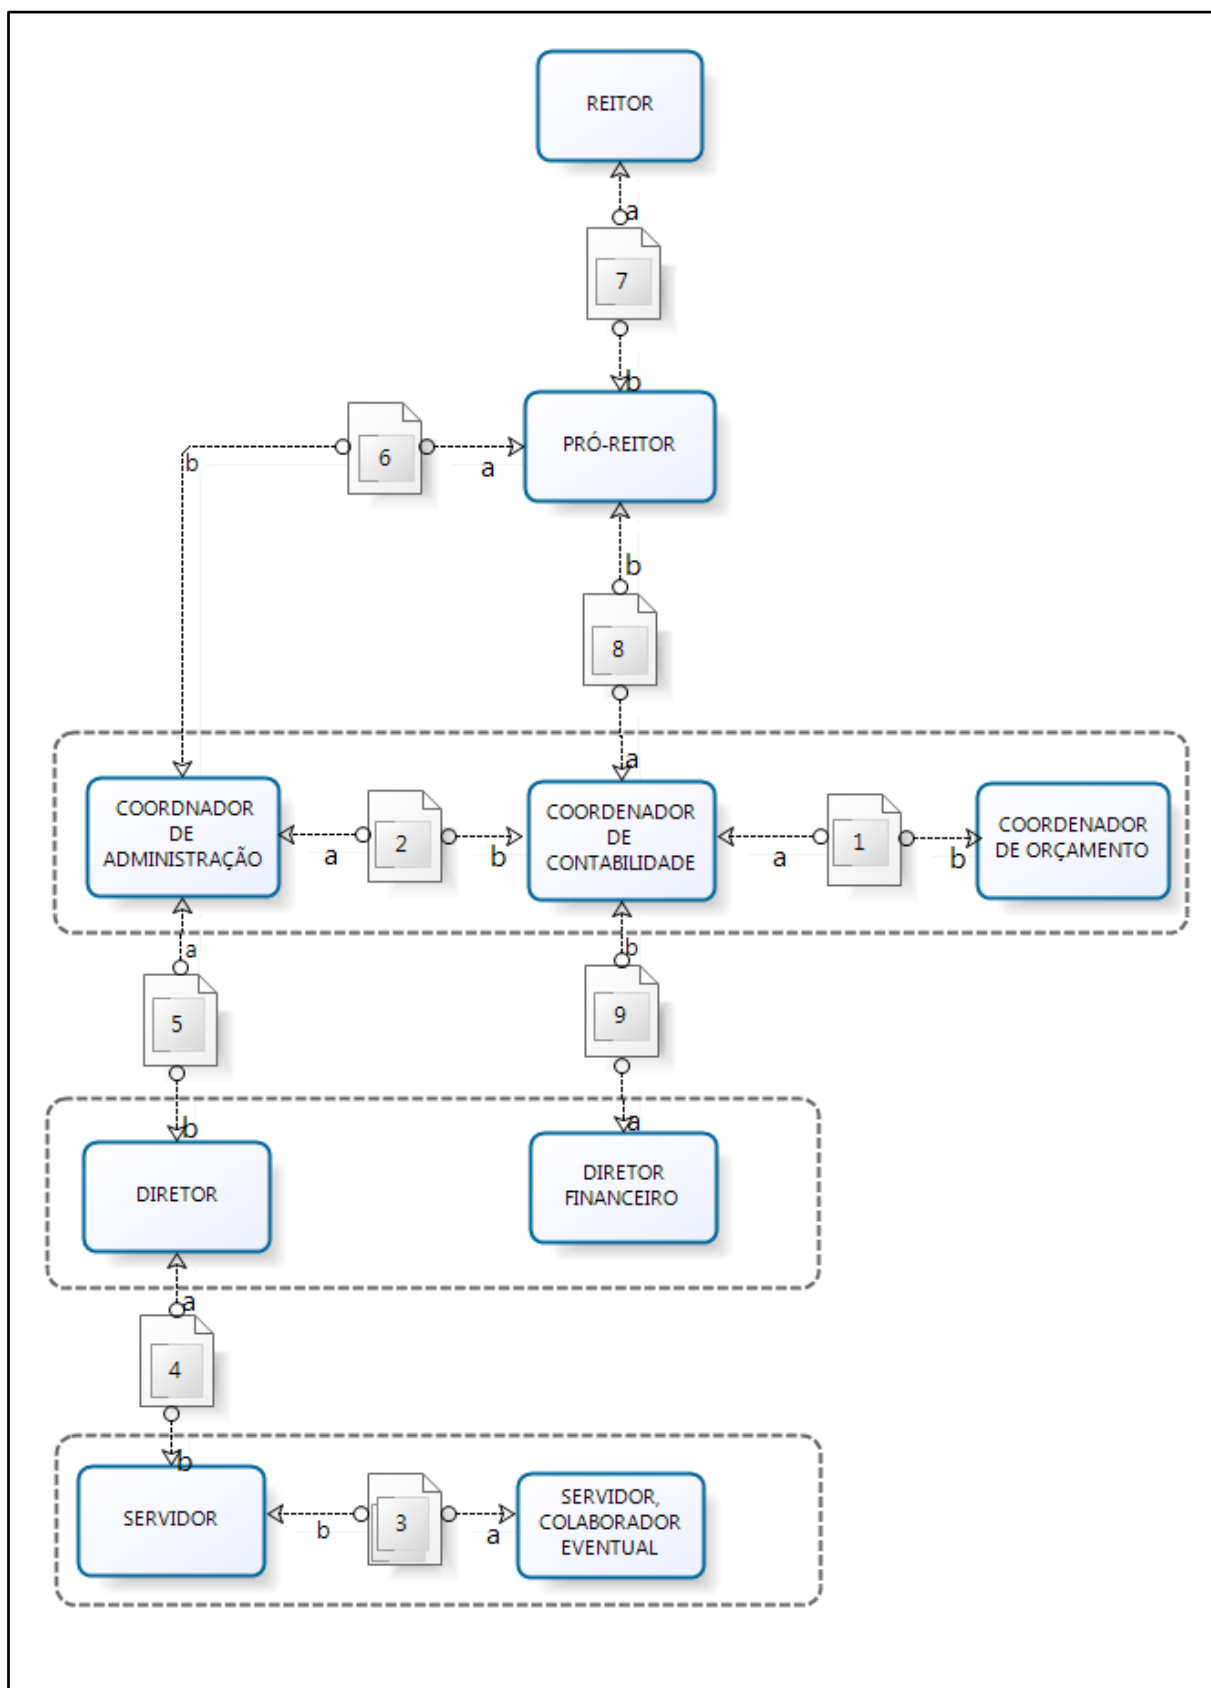 REITOR
a
7
b
PRÓ-REITOR
b
6
a
b
8
a
COORDNADOR
DE
ADMINISTRAÇÃO
a
2
b
COORDENADOR
DE
CONTABILIDADE
a
1
b
COORDENADOR
DE ORÇAMENTO
a
5
b
b
9
a
DIRETOR
DIRETOR
FINANCEIRO
a
4
b
SERVIDOR
b
3
a
SERVIDOR,
COLABORADOR
EVENTUAL